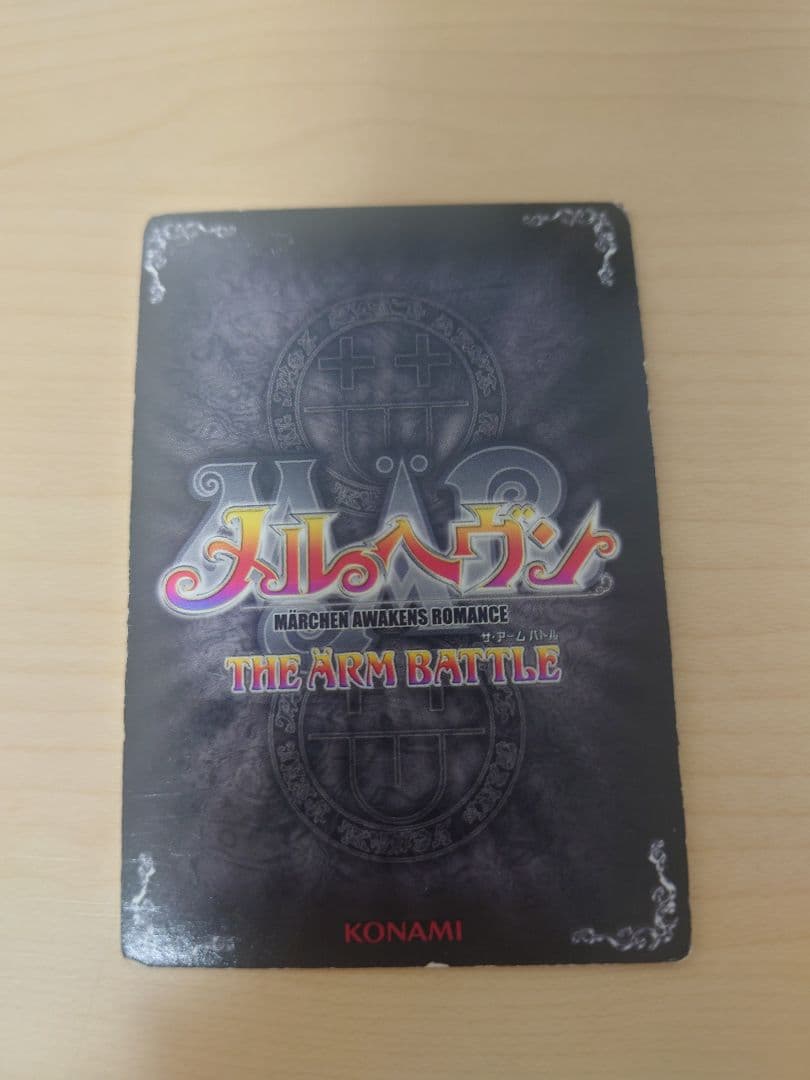 MÄR
メルヘヴン
MÄRCHEN AWAKENS ROMANCE
ザ・アーム バトル
THE ÄRM BATTLE
KONAMI